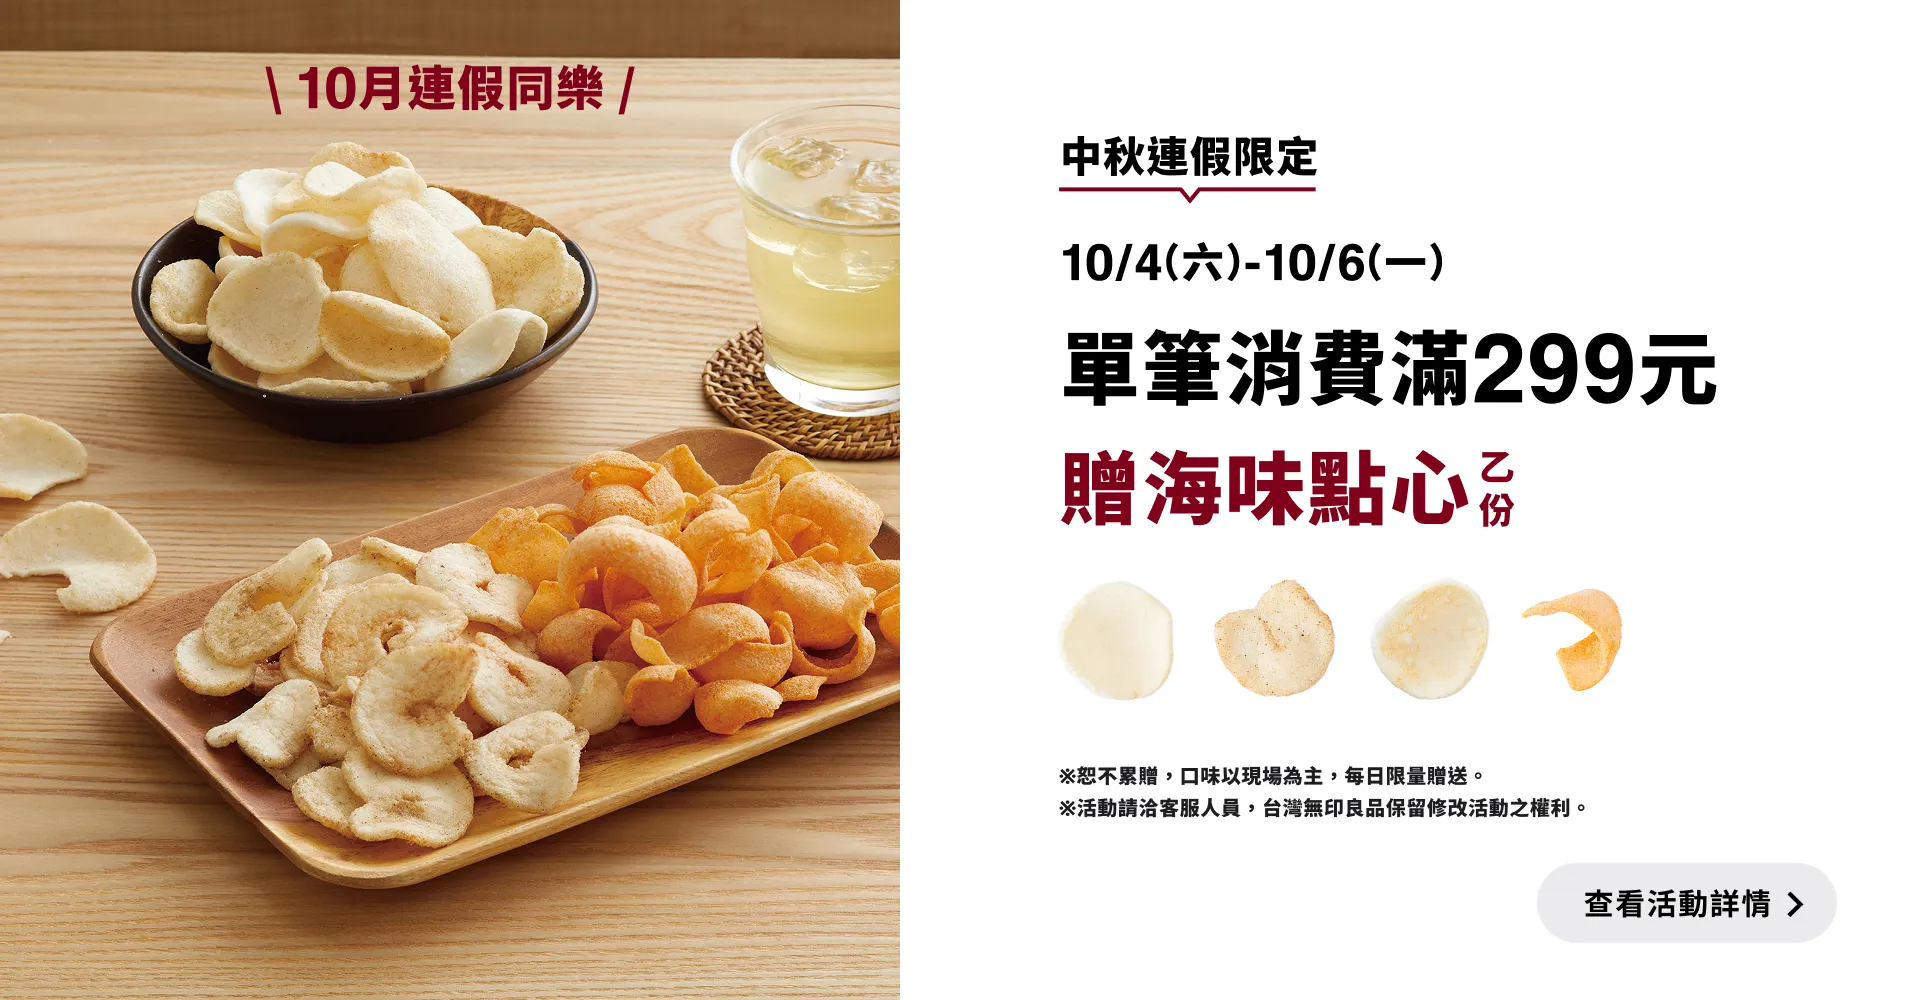 \ 10月連假同樂 /
中秋連假限定
10/4(六)-10/6(一)
單筆消費滿299元
贈海味點心乙份
※恕不累贈，口味以現場為主，每日限量贈送。
※活動請洽客服人員，台灣無印良品保留修改活動之權利。
查看活動詳情 >